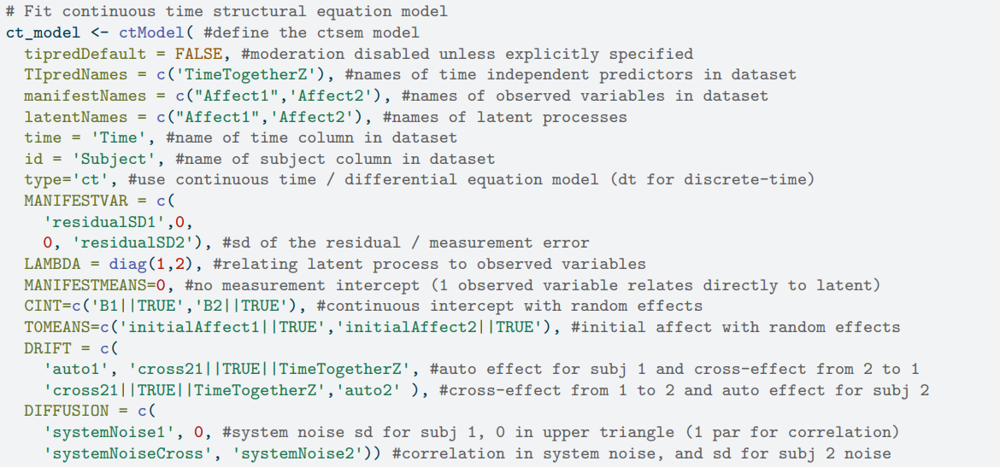 # Fit continuous time structural equation model
ct_model <- ctModel( #define the ctsem model
  tipredDefault = FALSE, #moderation disabled unless explicitly specified
  TIpredNames = c('TimeTogetherZ'), #names of time independent predictors in dataset
  manifestNames = c("Affect1",'Affect2'), #names of observed variables in dataset
  latentNames = c("Affect1",'Affect2'), #names of latent processes
  time = 'Time', #name of time column in dataset
  id = 'Subject', #name of subject column in dataset
  type='ct', #use continuous time / differential equation model (dt for discrete-time)
  MANIFESTVAR = c(
    'residualSD1',0,
    0, 'residualSD2'), #sd of the residual / measurement error
  LAMBDA = diag(1,2), #relating latent process to observed variables
  MANIFESTMEANS=0, #no measurement intercept (1 observed variable relates directly to latent)
  CINT=c('B1||TRUE','B2||TRUE'), #continuous intercept with random effects
  TOMEANS=c('initialAffect1||TRUE','initialAffect2||TRUE'), #initial affect with random effects
  DRIFT = c(
    'auto1', 'cross21||TRUE||TimeTogetherZ', #auto effect for subj 1 and cross-effect from 2 to 1
    'cross21||TRUE||TimeTogetherZ','auto2' ), #cross-effect from 1 to 2 and auto effect for subj 2
  DIFFUSION = c(
    'systemNoise1', 0, #system noise sd for subj 1, 0 in upper triangle (1 par for correlation)
    'systemNoiseCross', 'systemNoise2')) #correlation in system noise, and sd for subj 2 noise